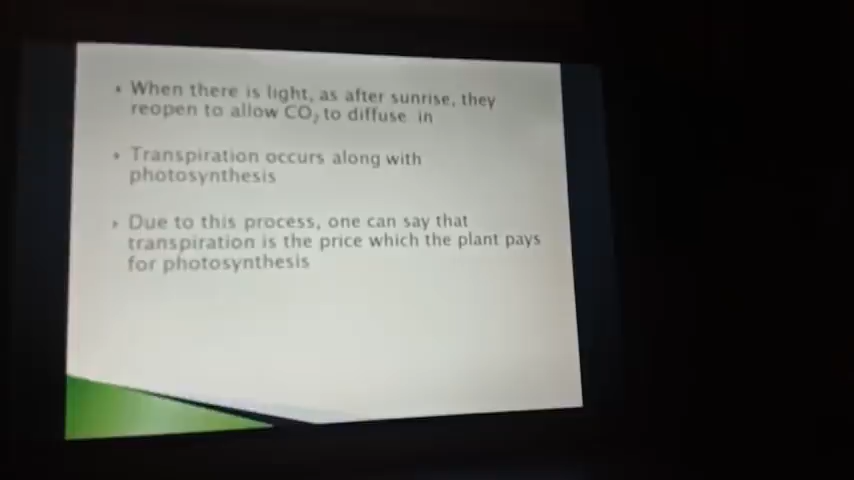 When there is light, as after sunrise, they
reopen to allow CO₂ to diffuse in
Transpiration occurs along with
photosynthesis
Due to this process, one can say that
transpiration is the price which the plant pays
for photosynthesis